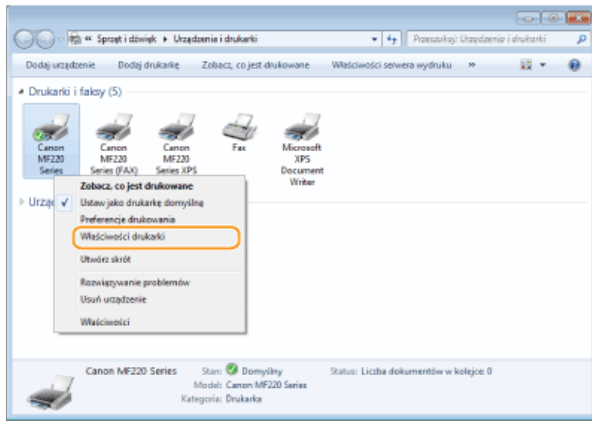 « Sprzęt i dźwięk ▸ Urządzenia i drukarki
Przeszukaj: Urządzenia i drukarki
Dodaj urządzenie Dodaj drukarkę Zobacz, co jest drukowane Właściwości serwera wydruku »
Drukarki i faksy (5)
Canon MF220 Series
Canon MF220 Series (FAX)
Canon MF220 Series XPS
Fax
Microsoft XPS Document Writer
Zobacz, co jest drukowane
Ustaw jako drukarkę domyślną
Preferencje drukowania
Właściwości drukarki
Utwórz skrót
Rozwiązywanie problemów
Usuń urządzenie
Właściwości
Canon MF220 Series Stan: Domyślny Status: Liczba dokumentów w kolejce: 0
Model: Canon MF220 Series
Kategoria: Drukarka